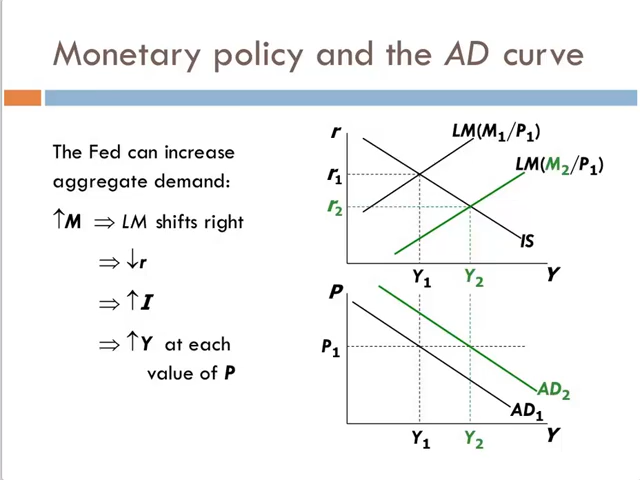 Monetary policy and the AD curve
The Fed can increase
aggregate demand:
↑M ⇒ LM shifts right
⇒ ↓r
⇒ ↑I
⇒ ↑Y at each
value of P
r
LM(M₁/P₁)
LM(M₂/P₁)
r₁
r₂
IS
Y₁ Y₂ Y
P
P₁
AD₂
AD₁
Y₁ Y₂ Y